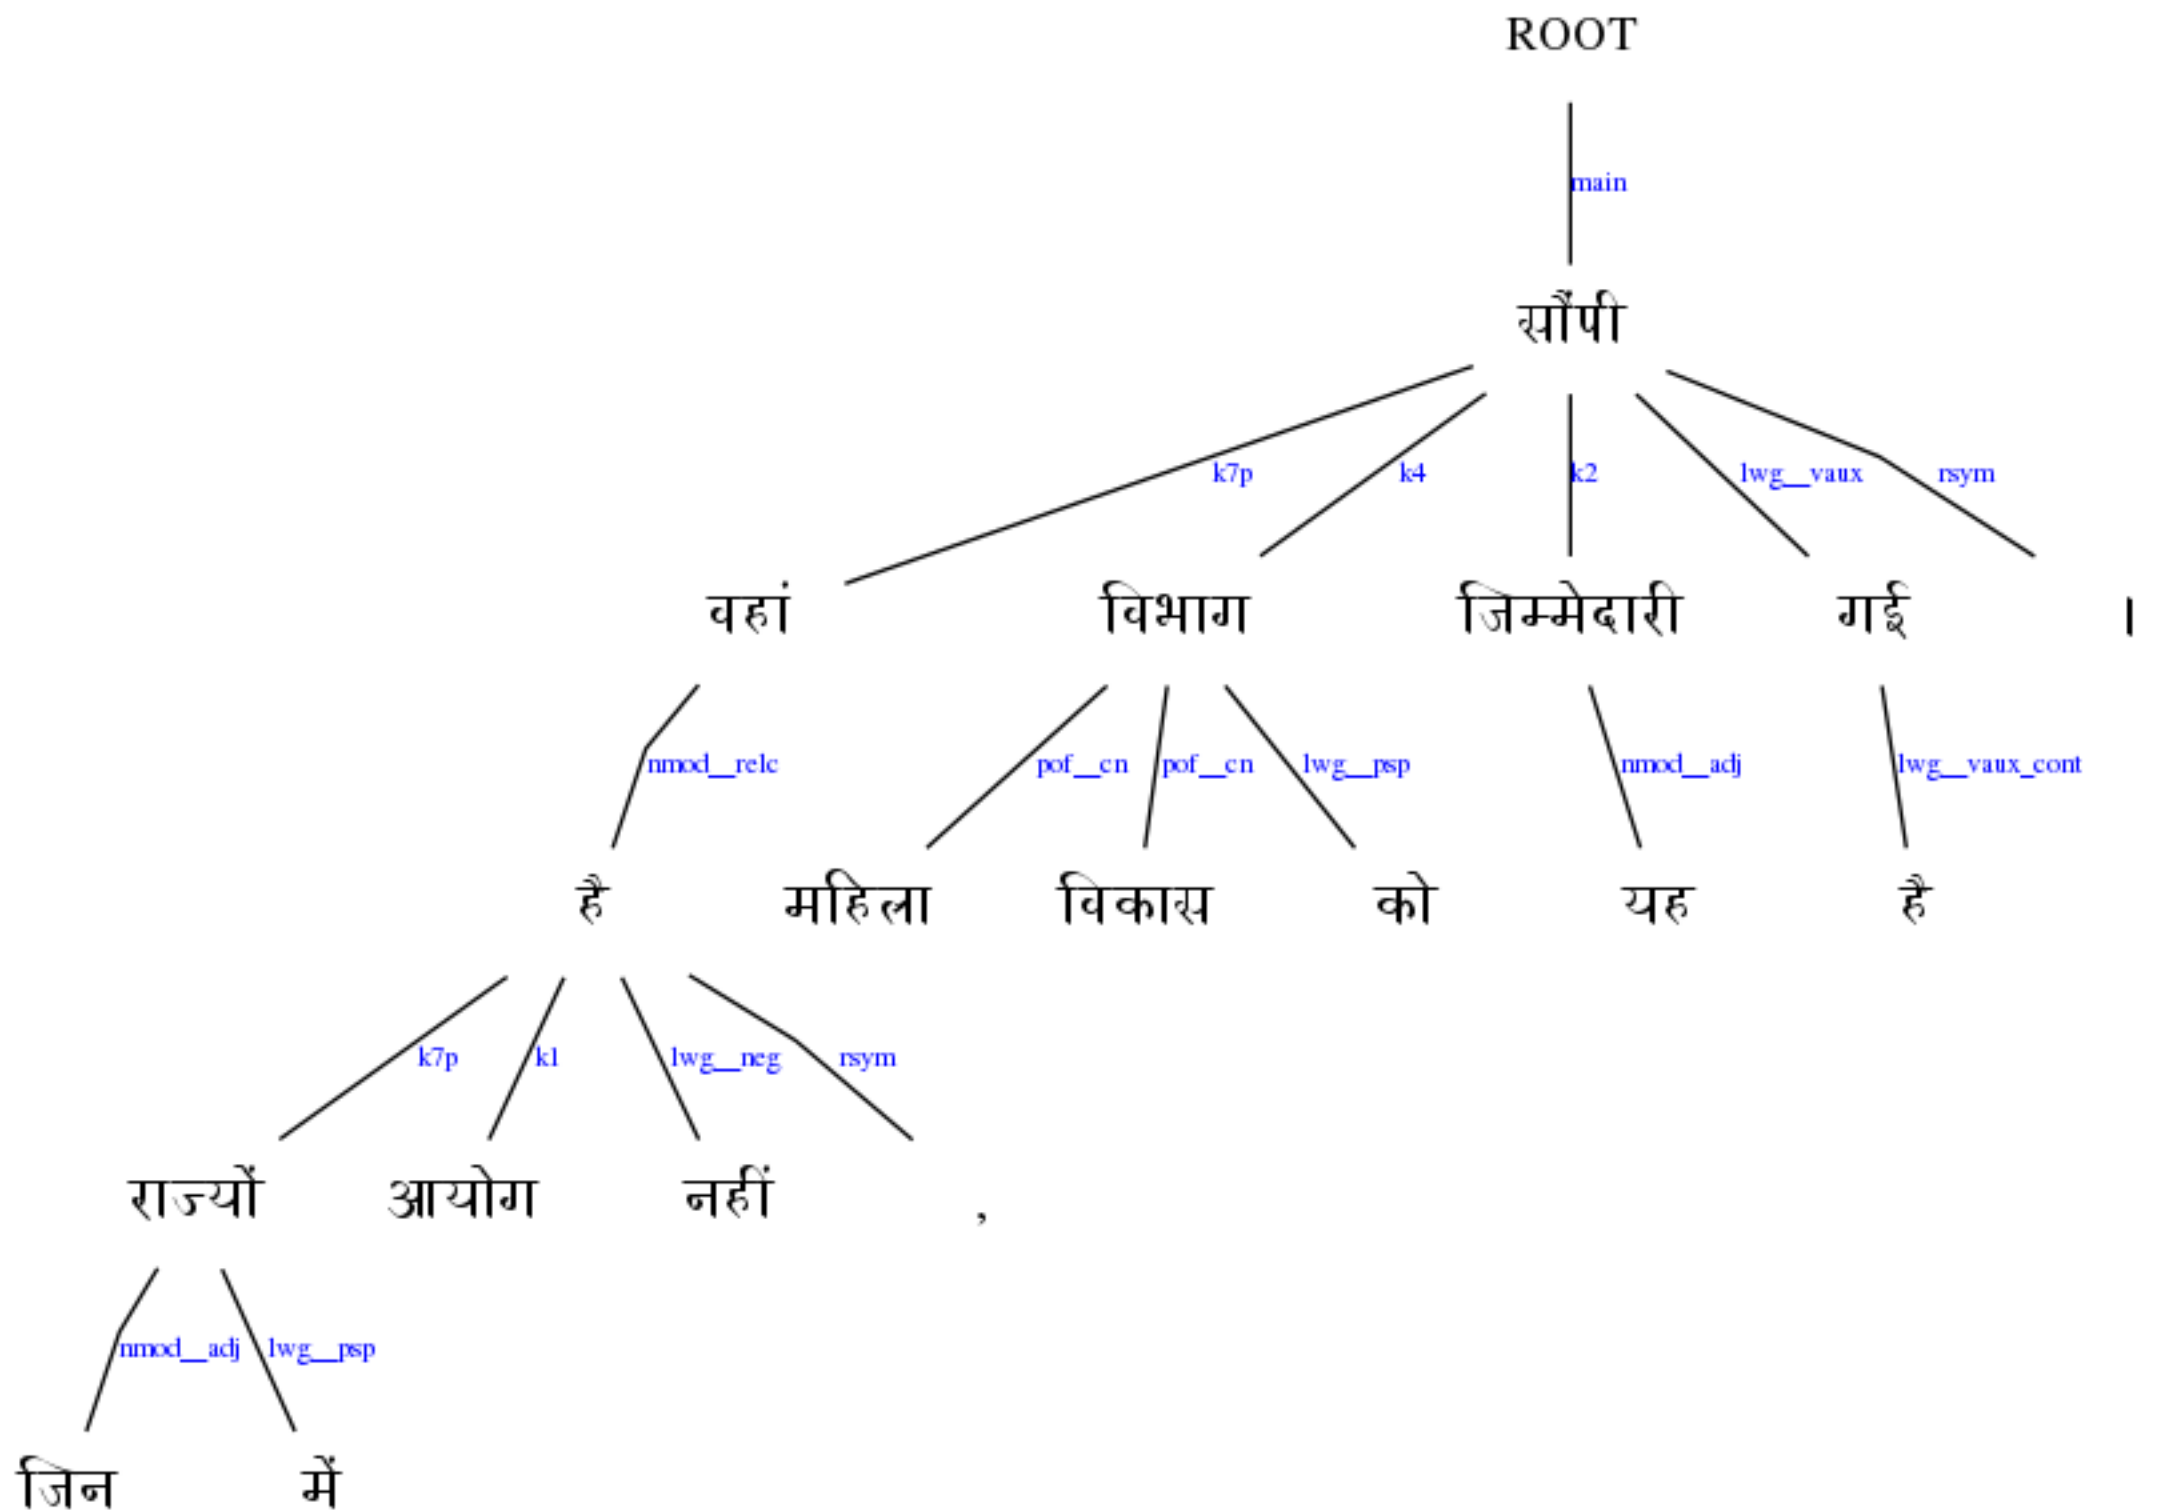 ROOT
main
सौंपी
k7p k4 k2 lwg__vaux rsym
वहां विभाग जिम्मेदारी गई ।
nmod__relc pof__cn pof__cn lwg__psp nmod__adj lwg__vaux_cont
है महिला विकास को यह है
k7p k1 lwg__neg rsym
राज्यों आयोग नहीं ,
nmod__adj lwg__psp
जिन में